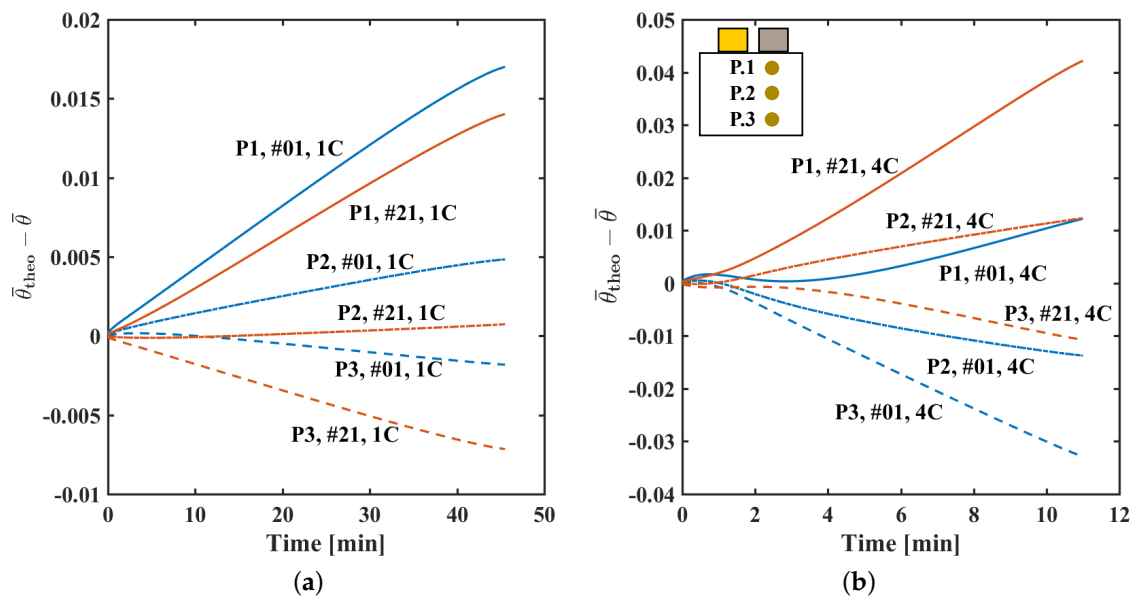 0.02
0.015
0.01
0.005
0
-0.005
-0.01
0
10
20
30
40
50
Time [min]
θ̅theo − θ̅
P1, #01, 1C
P1, #21, 1C
P2, #01, 1C
P2, #21, 1C
P3, #01, 1C
P3, #21, 1C
(a)
0.05
0.04
0.03
0.02
0.01
0
-0.01
-0.02
-0.03
-0.04
0
2
4
6
8
10
12
Time [min]
θ̅theo − θ̅
P.1
P.2
P.3
P1, #21, 4C
P2, #21, 4C
P1, #01, 4C
P3, #21, 4C
P2, #01, 4C
P3, #01, 4C
(b)